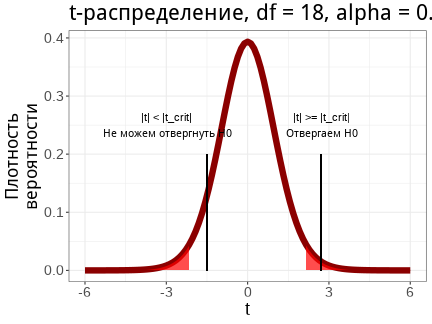 t-распределение, df = 18, alpha = 0.
Плотность
вероятности
0.4
0.3
0.2
0.1
0.0
|t| < |t_crit|
Не можем отвергнуть H0
|t| >= |t_crit|
Отвергаем H0
-6
-3
0
3
6
t